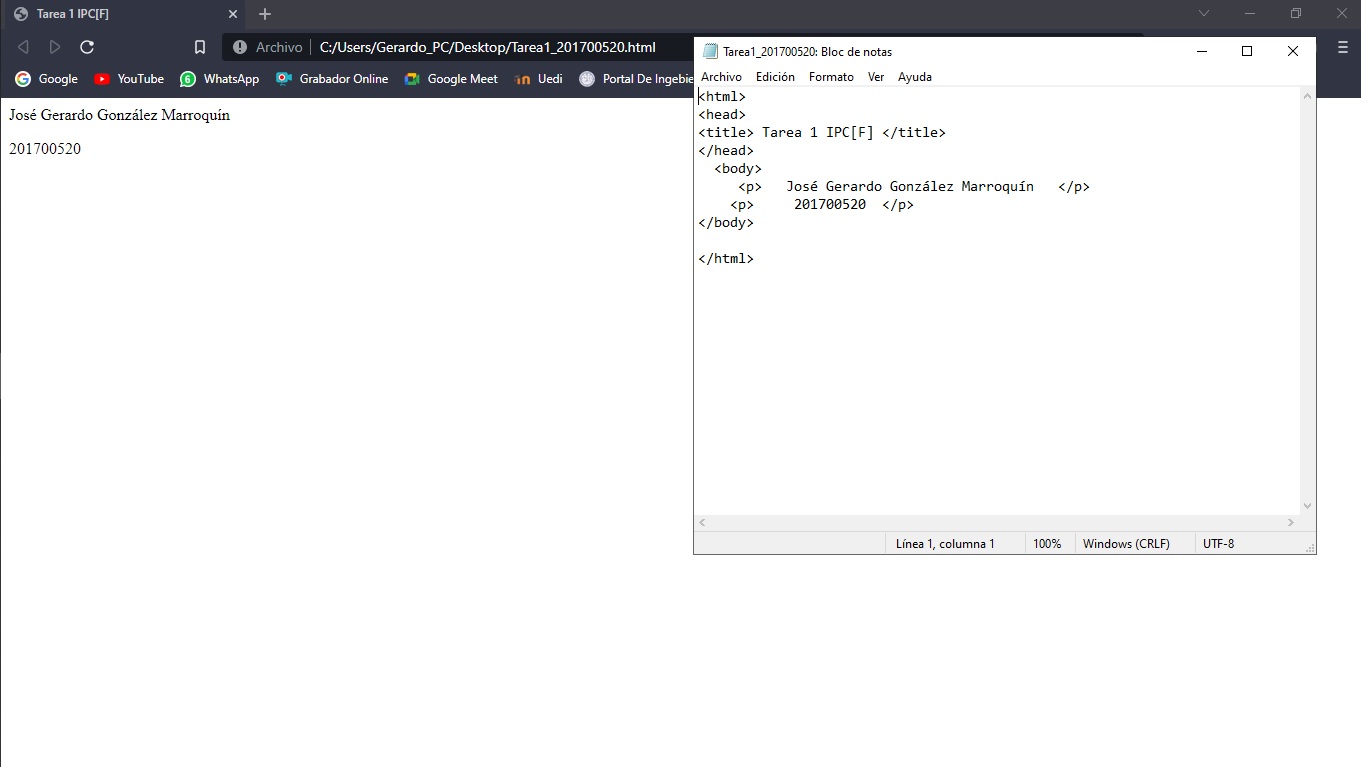 Tarea 1 IPC[F]
Archivo C:/Users/Gerardo_PC/Desktop/Tarea1_201700520.html
Google YouTube WhatsApp Grabador Online Google Meet Uedi Portal De Ingebie
José Gerardo González Marroquín
201700520
Tarea1_201700520: Bloc de notas
Archivo Edición Formato Ver Ayuda
<html>
<head>
<title> Tarea 1 IPC[F] </title>
</head>
<body>
<p> José Gerardo González Marroquín </p>
<p> 201700520 </p>
</body>
</html>
Línea 1, columna 1 100% Windows (CRLF) UTF-8